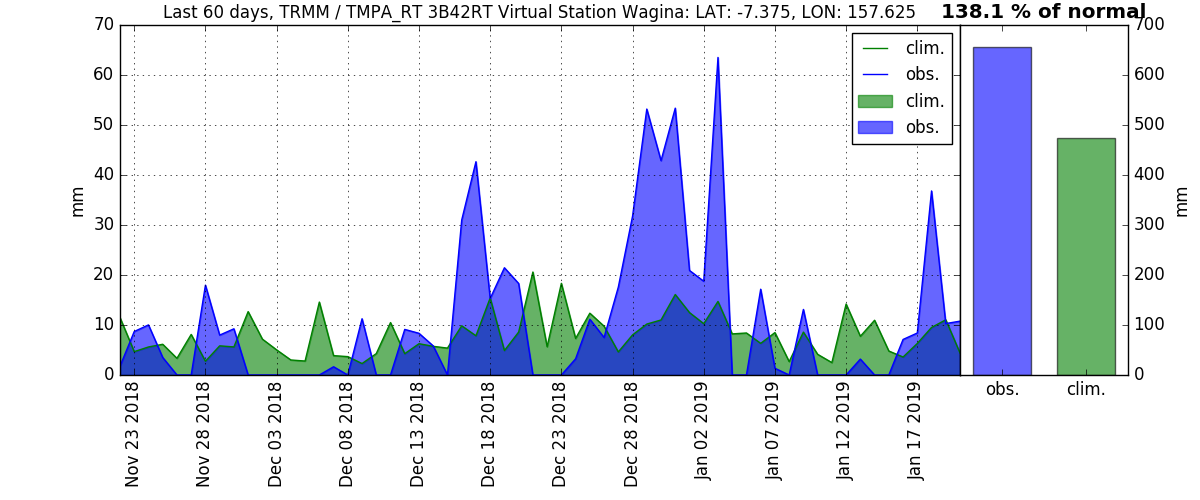 Last 60 days, TRMM / TMPA_RT 3B42RT Virtual Station Wagina: LAT: -7.375, LON: 157.625
138.1 % of normal
70
60
50
40
30
20
10
0
mm
clim.
obs.
clim.
obs.
700
600
500
400
300
200
100
0
mm
Nov 23 2018
Nov 28 2018
Dec 03 2018
Dec 08 2018
Dec 13 2018
Dec 18 2018
Dec 23 2018
Dec 28 2018
Jan 02 2019
Jan 07 2019
Jan 12 2019
Jan 17 2019
obs.
clim.